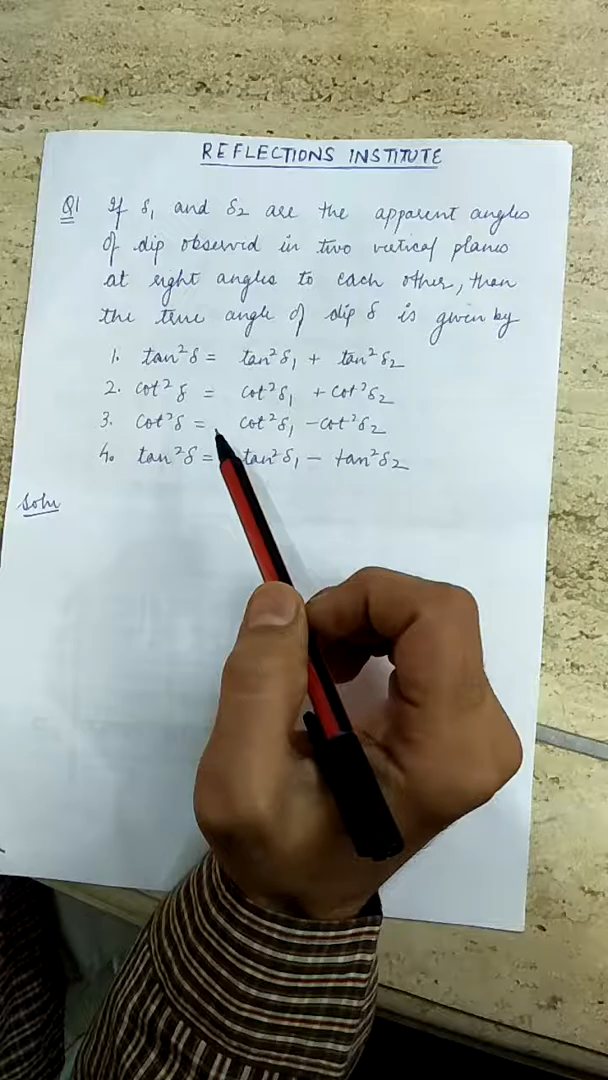 REFLECTIONS INSTITUTE
Q1 If δ₁ and δ₂ are the apparent angles
of dip observed in two vertical planes
at right angles to each other, then
the true angle of dip δ is given by
1. tan²δ = tan²δ₁ + tan²δ₂
2. cot²δ = cot²δ₁ + cot²δ₂
3. cot²δ = cot²δ₁ - cot²δ₂
4. tan²δ = tan²δ₁ - tan²δ₂
Soln